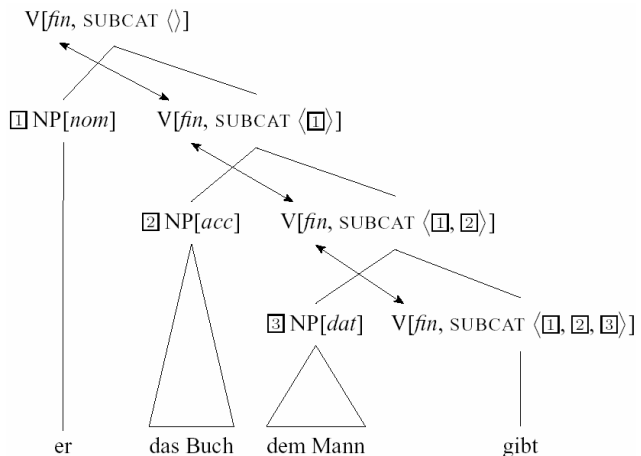 V[fin, SUBCAT ⟨⟩]
1 NP[nom] V[fin, SUBCAT ⟨1⟩]
2 NP[acc] V[fin, SUBCAT ⟨1, 2⟩]
3 NP[dat] V[fin, SUBCAT ⟨1, 2, 3⟩]
er das Buch dem Mann gibt